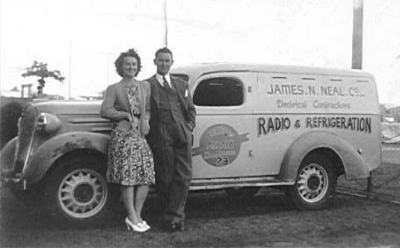 JAMES. N. NEAL. Co.
Electrical Contractors
RADIO & REFRIGERATION